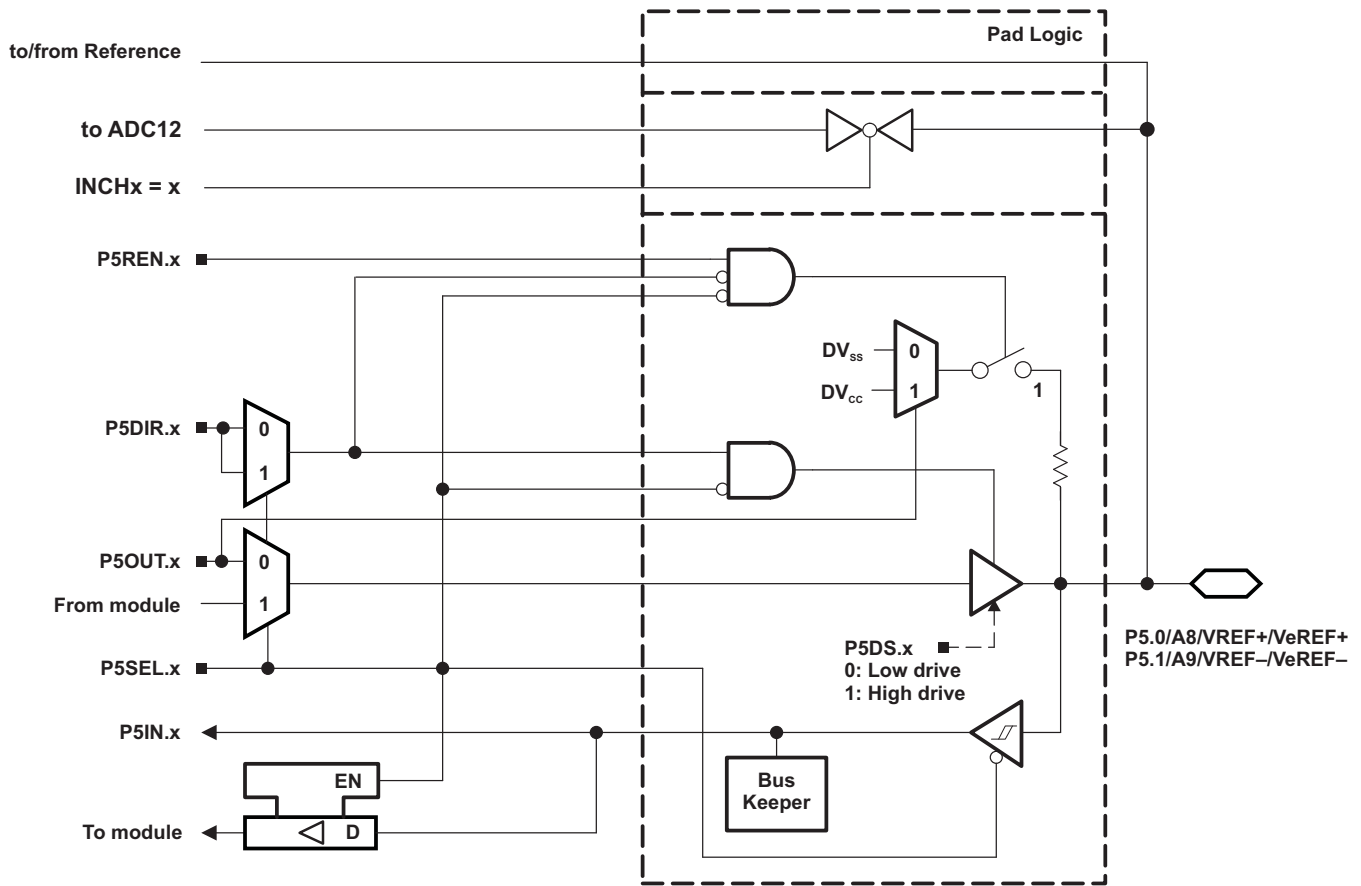 Pad Logic
to/from Reference
to ADC12
INCHx = x
P5REN.x
DVss 0
DVcc 1
1
P5DIR.x 0
1
P5OUT.x 0
From module 1
P5SEL.x
P5DS.x
0: Low drive
1: High drive
P5.0/A8/VREF+/VeREF+
P5.1/A9/VREF–/VeREF–
P5IN.x
Bus
Keeper
EN
To module D